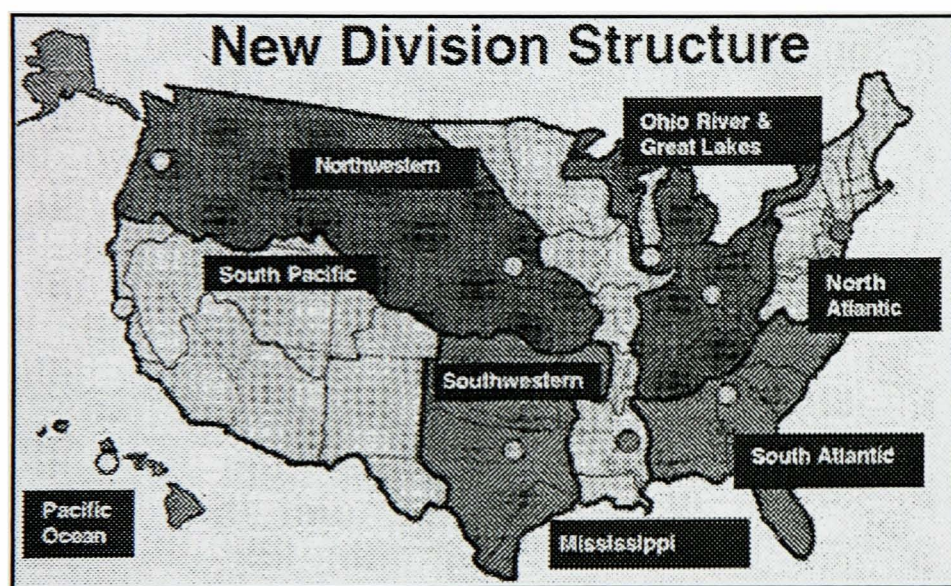 New Division Structure
Ohio River &
Great Lakes
Northwestern
South Pacific
North
Atlantic
Southwestern
South Atlantic
Pacific
Ocean
Mississippi